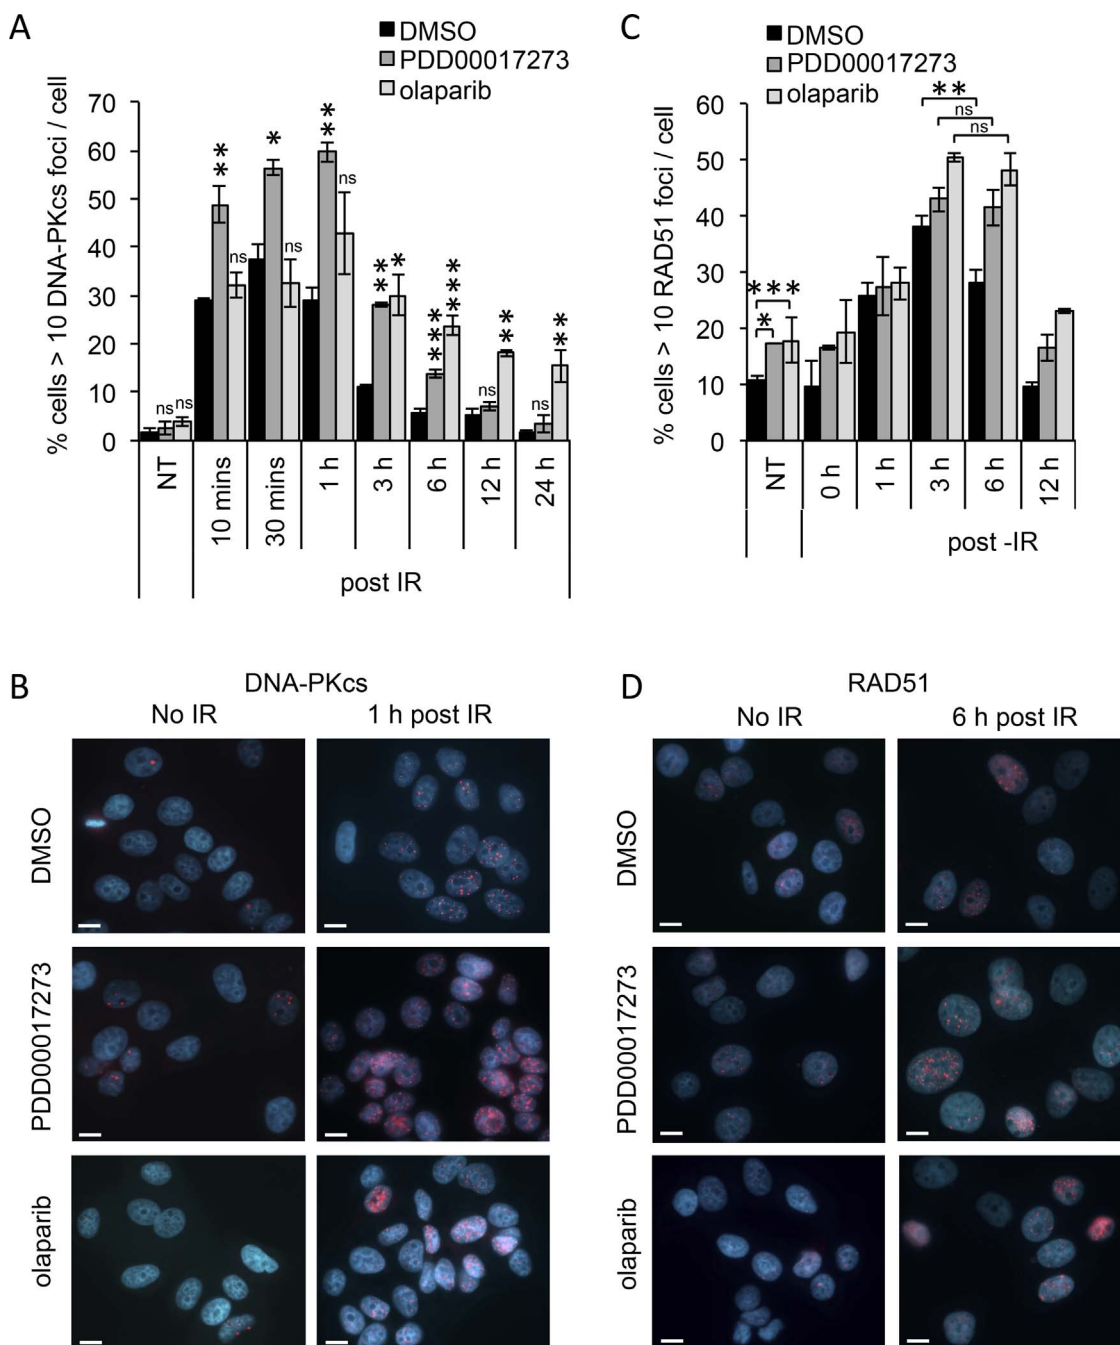 A
DMSO
PDD00017273
olaparib
% cells > 10 DNA-PKcs foci / cell
70
60
50
40
30
20
10
0
ns
ns
**
ns
*
ns
**
ns
**
*
***
***
ns
**
ns
**
NT
10 mins
30 mins
1 h
3 h
6 h
12 h
24 h
post IR
C
DMSO
PDD00017273
olaparib
% cells > 10 RAD51 foci / cell
60
50
40
30
20
10
0
**
ns
ns
***
*
NT
0 h
1 h
3 h
6 h
12 h
post -IR
B
DNA-PKcs
No IR
1 h post IR
DMSO
PDD00017273
olaparib
D
RAD51
No IR
6 h post IR
DMSO
PDD00017273
olaparib